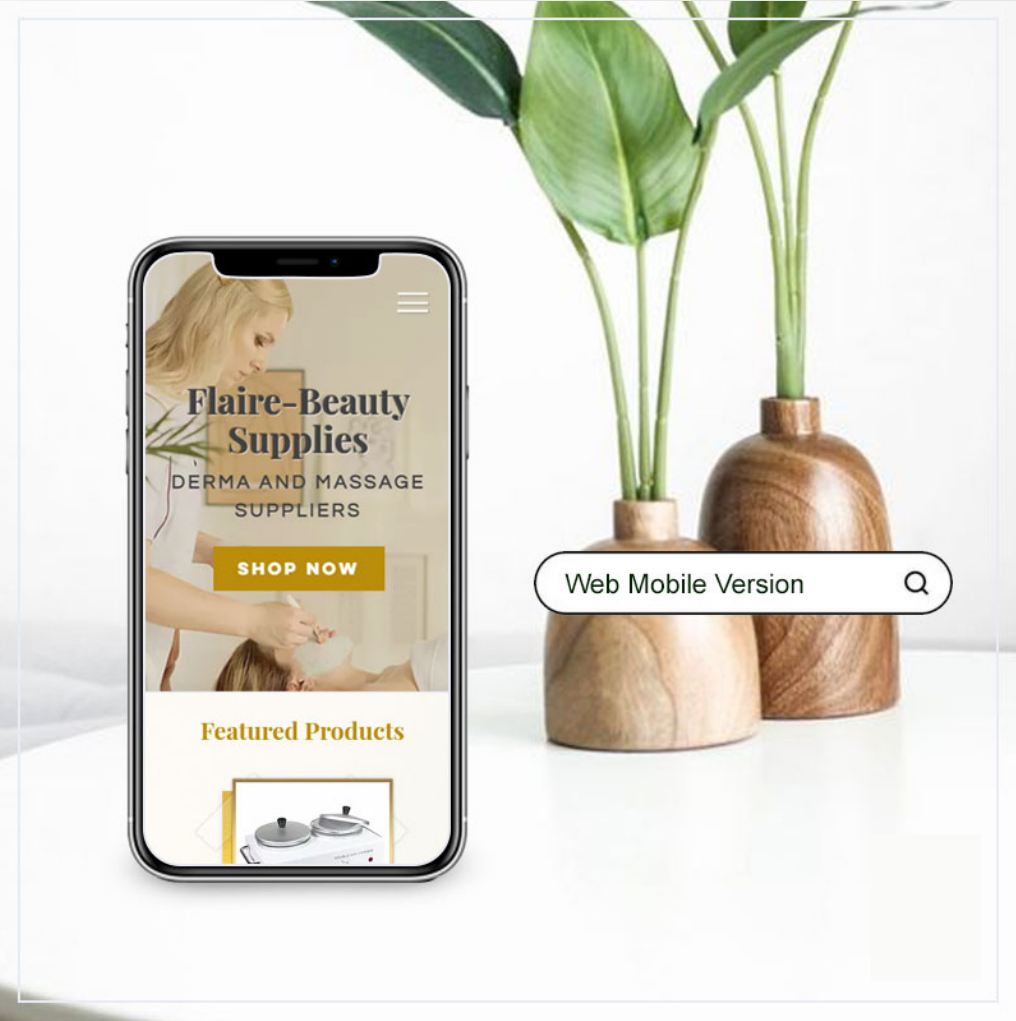 Flaire-Beauty
Supplies
DERMA AND MASSAGE
SUPPLIERS
SHOP NOW
Featured Products
Web Mobile Version